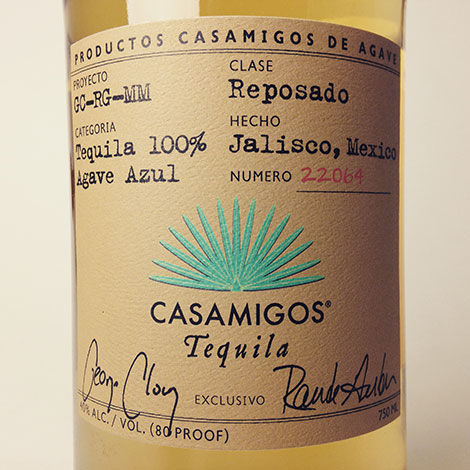 PRODUCTOS CASAMIGOS DE AGAVE
PROYECTO
GC-RG-MM
CLASE
Reposado
CATEGORIA
Tequila 100%
Agave Azul
HECHO
Jalisco, Mexico
NUMERO 22064
CASAMIGOS®
Tequila
EXCLUSIVO
40% ALC. / VOL. (80 PROOF)
750 ML